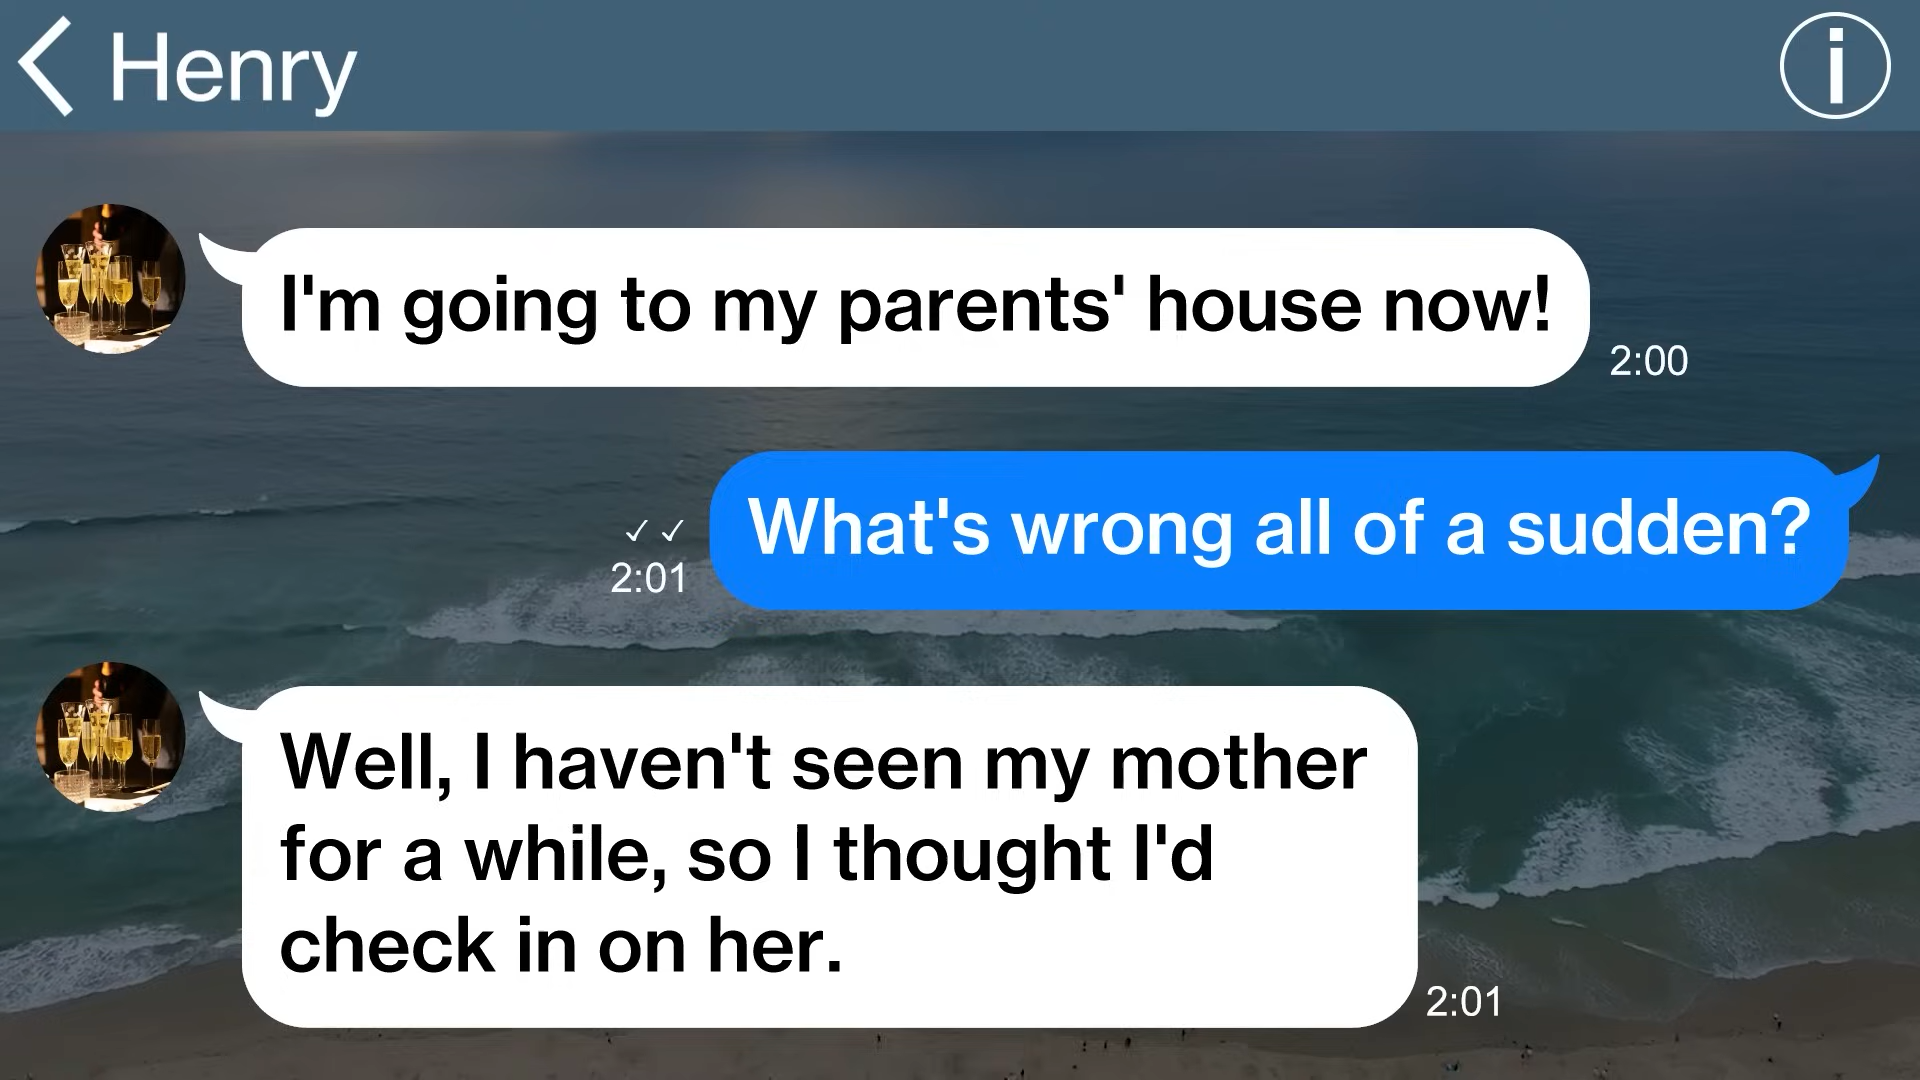 Henry
I'm going to my parents' house now!
2:00
What's wrong all of a sudden?
✓✓
2:01
Well, I haven't seen my mother
for a while, so I thought I'd
check in on her.
2:01